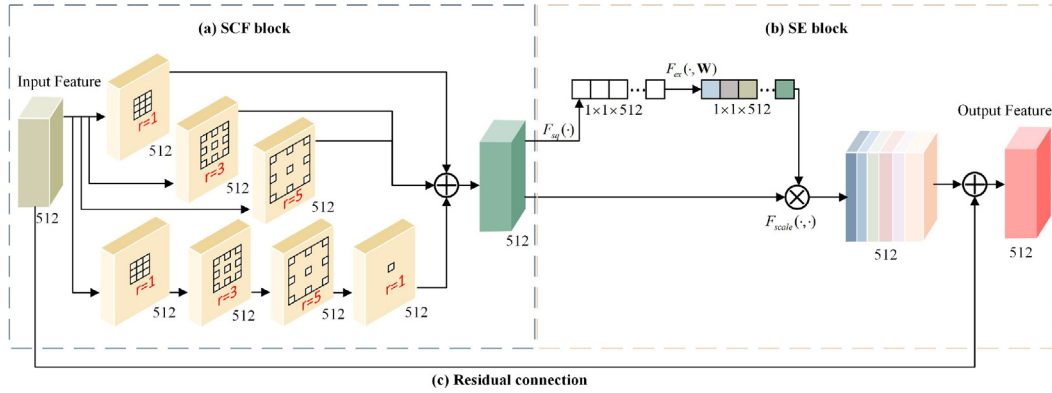 (a) SCF block
(b) SE block
Input Feature
r=1
512
r=3
512
r=5
512
512
r=1
512
r=3
512
r=5
512
r=1
512
512
F_sq(·)
1×1×512
F_ex(·, W)
1×1×512
F_scale(·,·)
512
Output Feature
512
(c) Residual connection